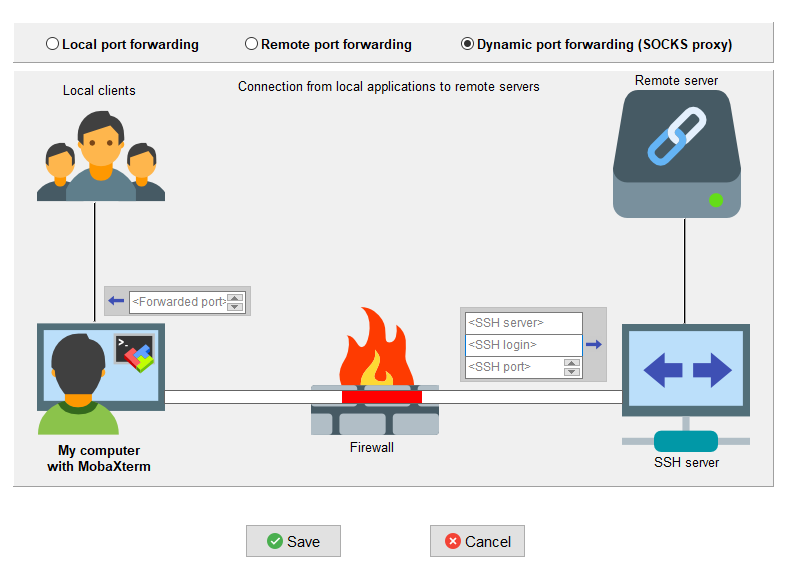 Local port forwarding
Remote port forwarding
Dynamic port forwarding (SOCKS proxy)
Local clients
Connection from local applications to remote servers
Remote server
<Forwarded port>
<SSH server>
<SSH login>
<SSH port>
>_
My computer
with MobaXterm
Firewall
SSH server
Save
Cancel